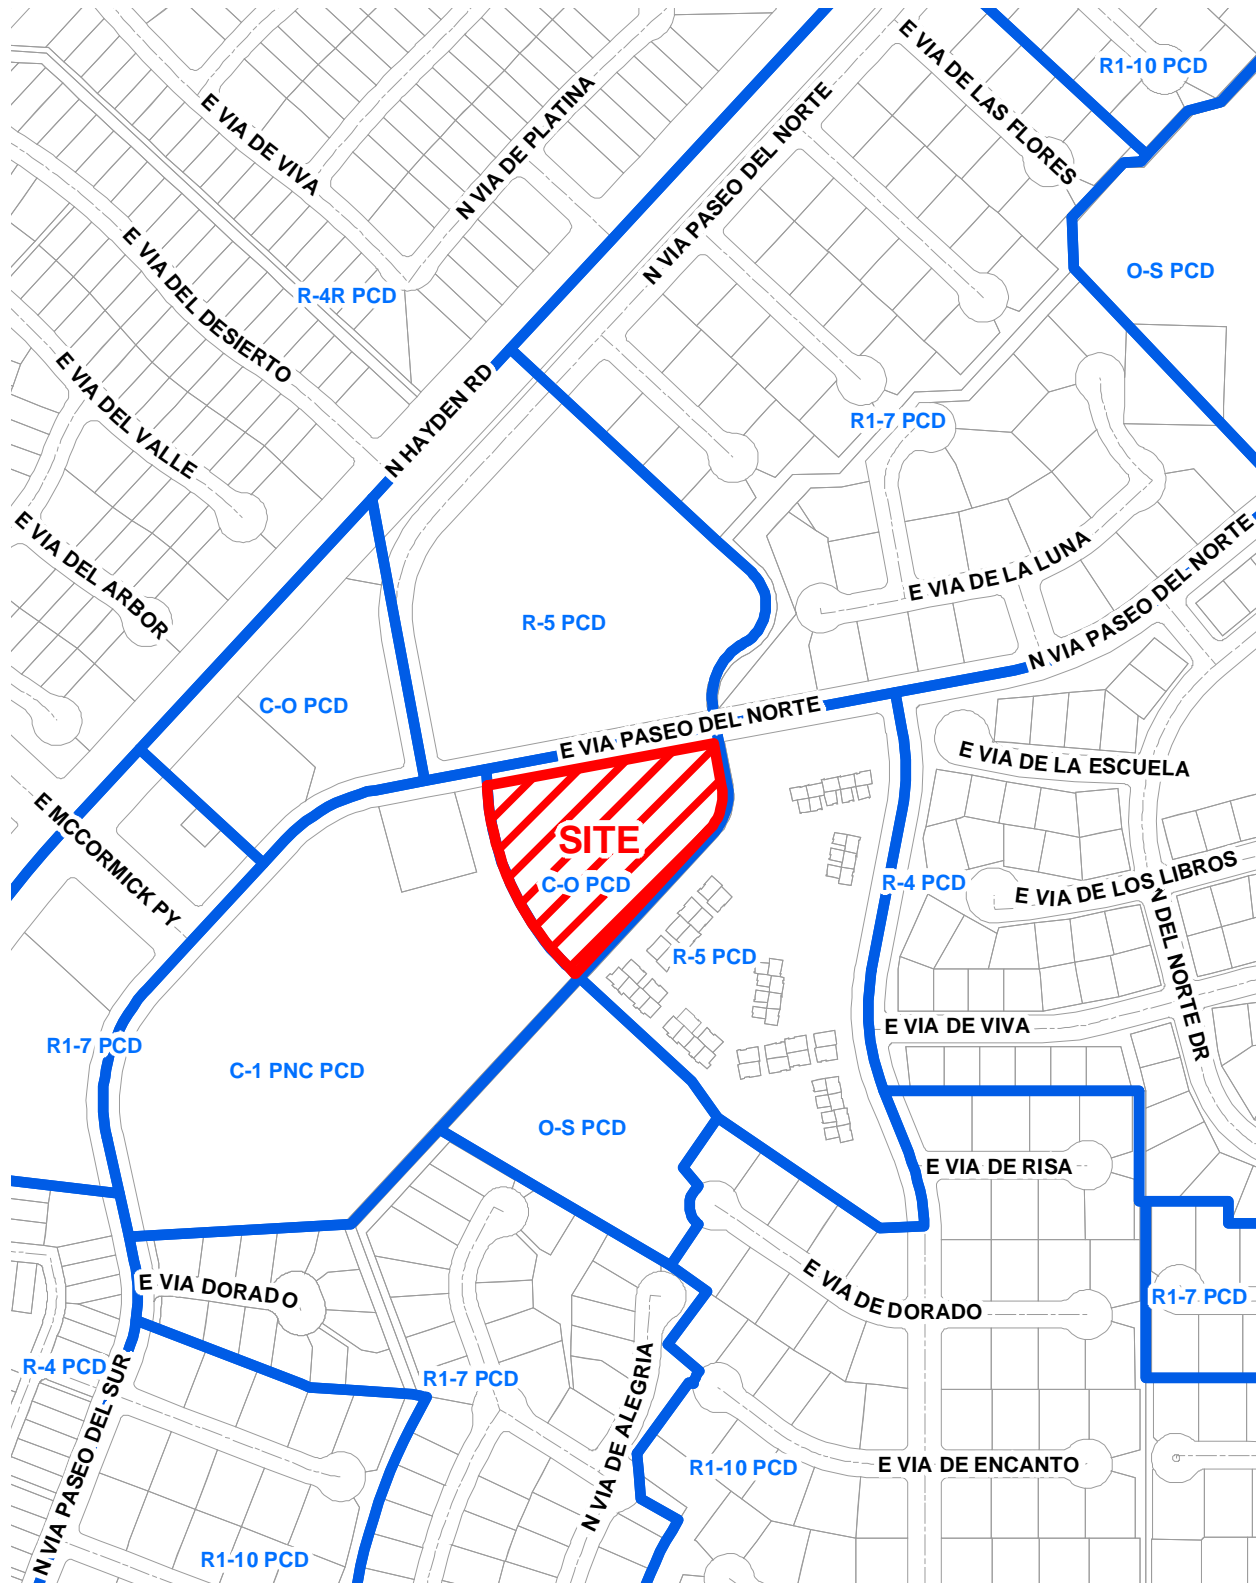 E VIA DE LAS FLORES
R1-10 PCD
E VIA DE VIVA
N VIA DE PLATINA
N VIA PASEO DEL NORTE
E VIA DEL DESIERTO
R-4R PCD
O-S PCD
E VIA DEL VALLE
N HAYDEN RD
R1-7 PCD
E VIA DEL ARBOR
E VIA DE LA LUNA
N VIA PASEO DEL NORTE
R-5 PCD
C-O PCD
E VIA PASEO DEL NORTE
E VIA DE LA ESCUELA
E MCCORMICK PY
SITE
C-O PCD
R-4 PCD
E VIA DE LOS LIBROS
N DEL NORTE DR
R-5 PCD
E VIA DE VIVA
R1-7 PCD
C-1 PNC PCD
O-S PCD
E VIA DE RISA
E VIA DORADO
E VIA DE DORADO
R1-7 PCD
R-4 PCD
N VIA PASEO DEL SUR
R1-7 PCD
N VIA DE ALEGRIA
R1-10 PCD
E VIA DE ENCANTO
R1-10 PCD